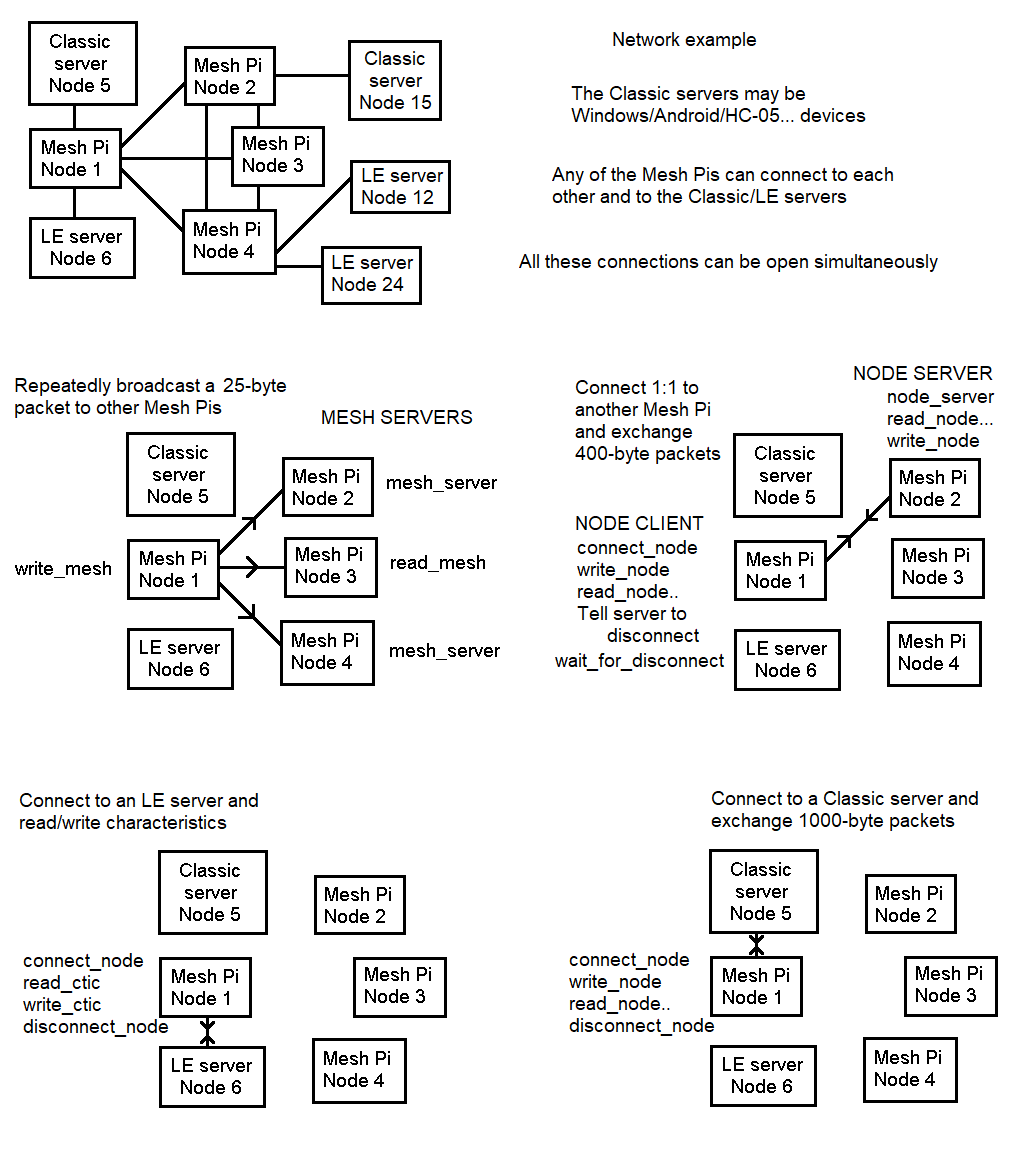 Network example
The Classic servers may be
Windows/Android/HC-05... devices
Any of the Mesh Pis can connect to each
other and to the Classic/LE servers
All these connections can be open simultaneously
Classic
server
Node 5
Mesh Pi
Node 2
Classic
server
Node 15
Mesh Pi
Node 1
Mesh Pi
Node 3
LE server
Node 12
LE server
Node 6
Mesh Pi
Node 4
LE server
Node 24
Repeatedly broadcast a 25-byte
packet to other Mesh Pis
MESH SERVERS
Classic
server
Node 5
Mesh Pi
Node 2
mesh_server
write_mesh
Mesh Pi
Node 1
Mesh Pi
Node 3
read_mesh
LE server
Node 6
Mesh Pi
Node 4
mesh_server
Connect 1:1 to
another Mesh Pi
and exchange
400-byte packets
NODE SERVER
node_server
read_node...
write_node
Classic
server
Node 5
Mesh Pi
Node 2
NODE CLIENT
connect_node
write_node
read_node..
Tell server to
disconnect
wait_for_disconnect
Mesh Pi
Node 1
Mesh Pi
Node 3
LE server
Node 6
Mesh Pi
Node 4
Connect to an LE server and
read/write characteristics
Classic
server
Node 5
Mesh Pi
Node 2
connect_node
read_ctic
write_ctic
disconnect_node
Mesh Pi
Node 1
Mesh Pi
Node 3
LE server
Node 6
Mesh Pi
Node 4
Connect to a Classic server and
exchange 1000-byte packets
Classic
server
Node 5
Mesh Pi
Node 2
connect_node
write_node
read_node..
disconnect_node
Mesh Pi
Node 1
Mesh Pi
Node 3
LE server
Node 6
Mesh Pi
Node 4